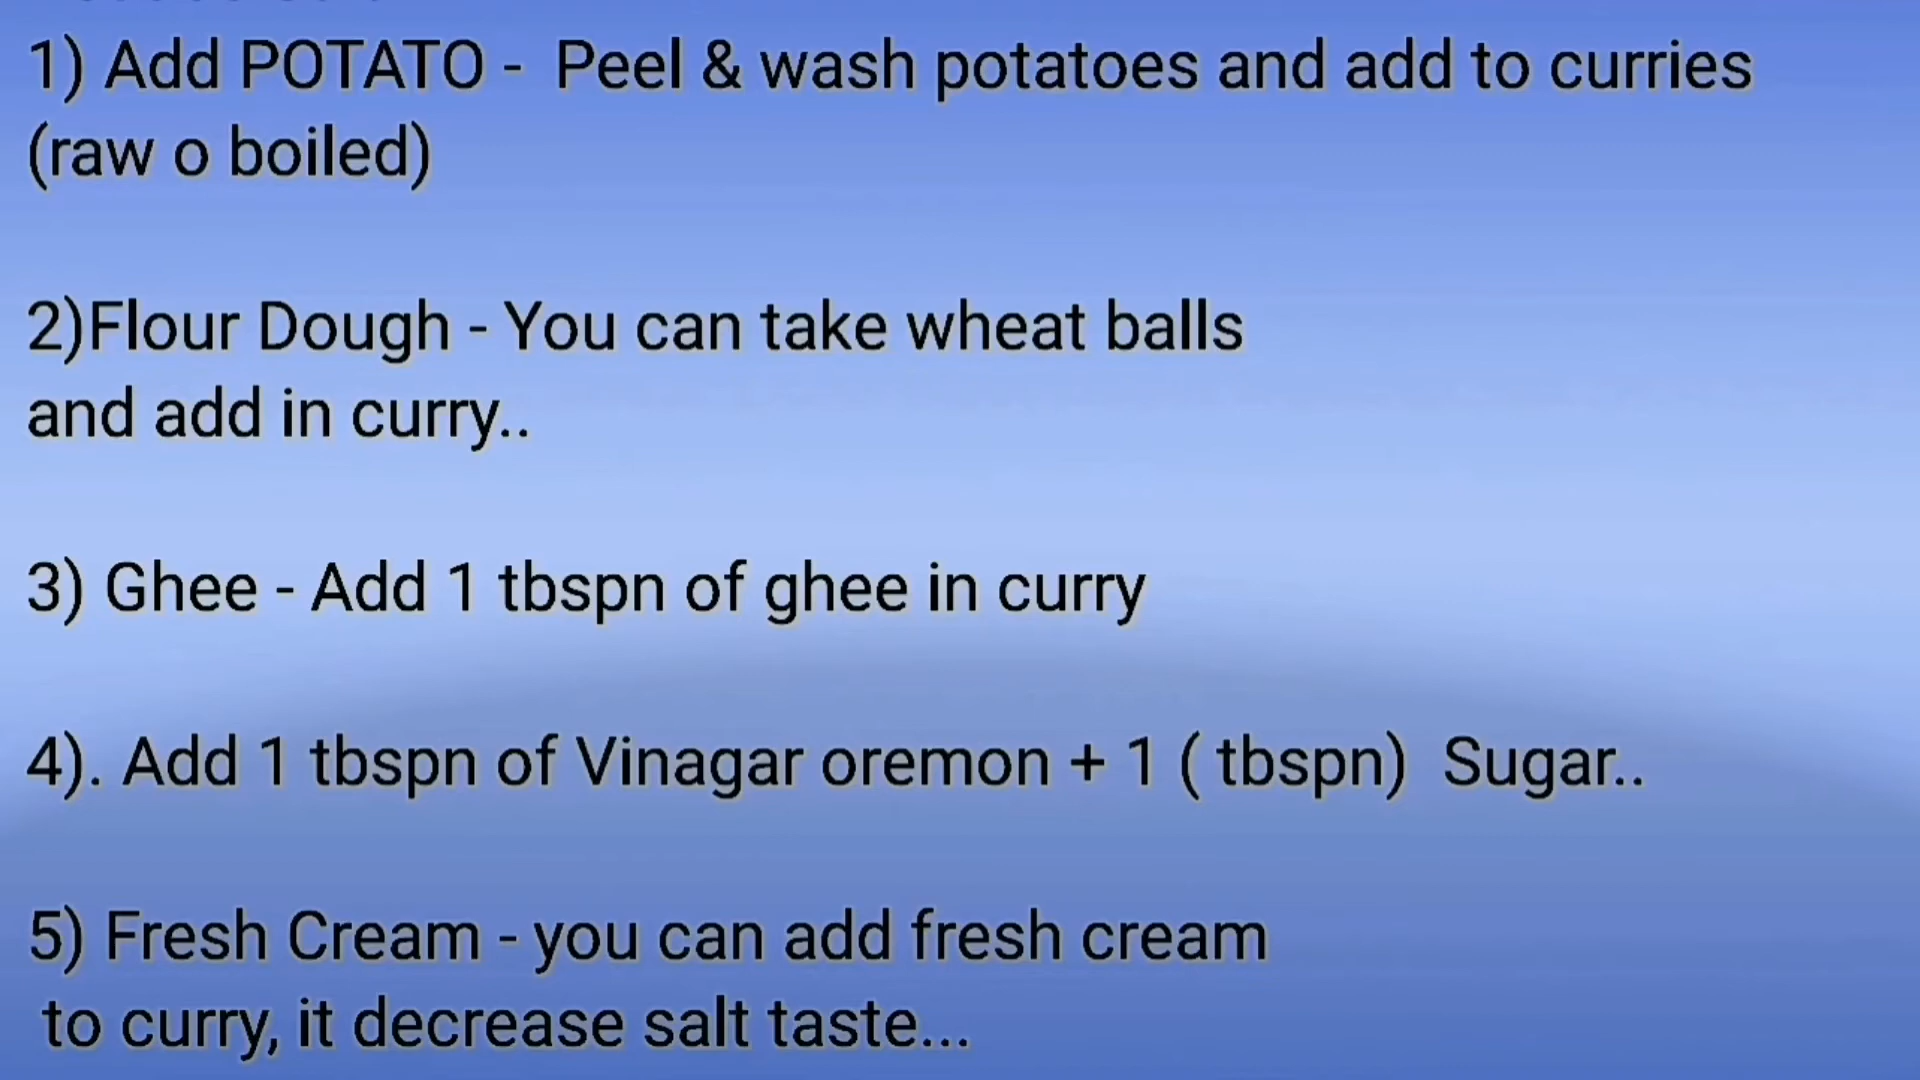 1) Add POTATO - Peel & wash potatoes and add to curries
(raw o boiled)
2)Flour Dough - You can take wheat balls
and add in curry..
3) Ghee - Add 1 tbspn of ghee in curry
4). Add 1 tbspn of Vinagar oremon + 1 ( tbspn) Sugar..
5) Fresh Cream - you can add fresh cream
to curry, it decrease salt taste...